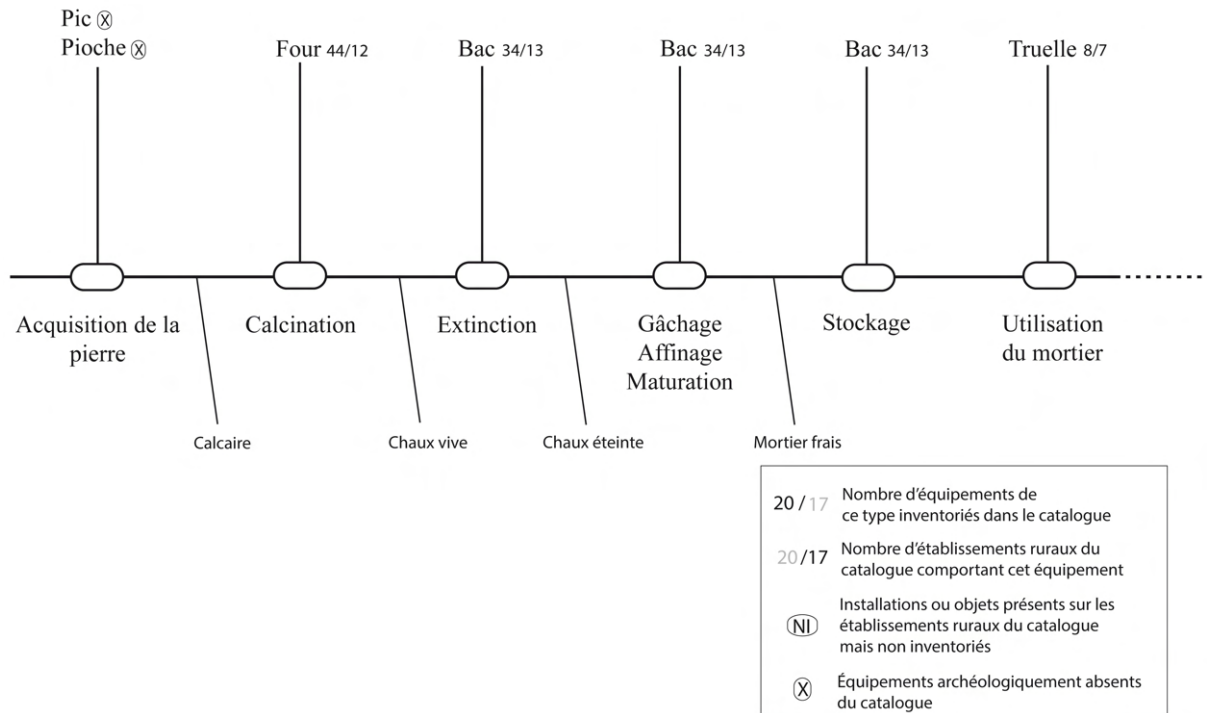 Pic Ⓧ
Pioche Ⓧ
Four 44/12
Bac 34/13
Bac 34/13
Bac 34/13
Truelle 8/7
Acquisition de la
pierre
Calcination
Extinction
Gâchage
Affinage
Maturation
Stockage
Utilisation
du mortier
Calcaire
Chaux vive
Chaux éteinte
Mortier frais
20 / 17 Nombre d'équipements de
ce type inventoriés dans le catalogue
20 /17 Nombre d'établissements ruraux du
catalogue comportant cet équipement
NI Installations ou objets présents sur les
établissements ruraux du catalogue
mais non inventoriés
Ⓧ Équipements archéologiquement absents
du catalogue